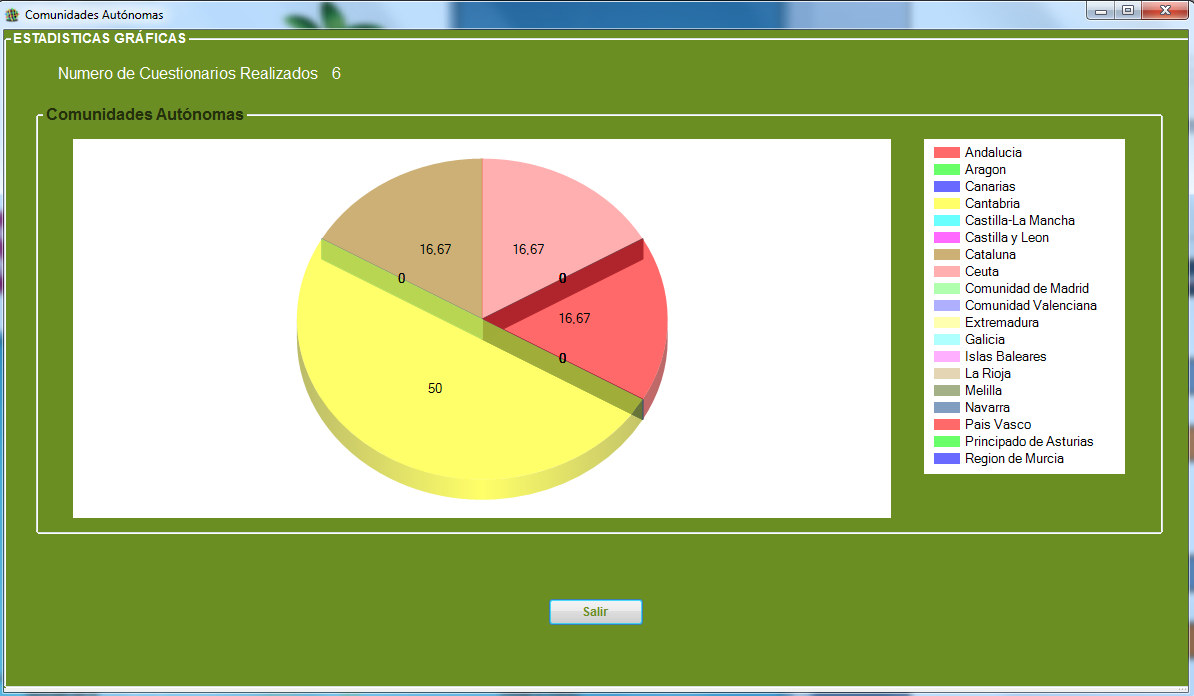 Comunidades Autónomas
ESTADISTICAS GRÁFICAS
Numero de Cuestionarios Realizados 6
Comunidades Autónomas
16,67 16,67
0 0
16,67
0
50
Andalucia
Aragon
Canarias
Cantabria
Castilla-La Mancha
Castilla y Leon
Cataluna
Ceuta
Comunidad de Madrid
Comunidad Valenciana
Extremadura
Galicia
Islas Baleares
La Rioja
Melilla
Navarra
Pais Vasco
Principado de Asturias
Region de Murcia
Salir